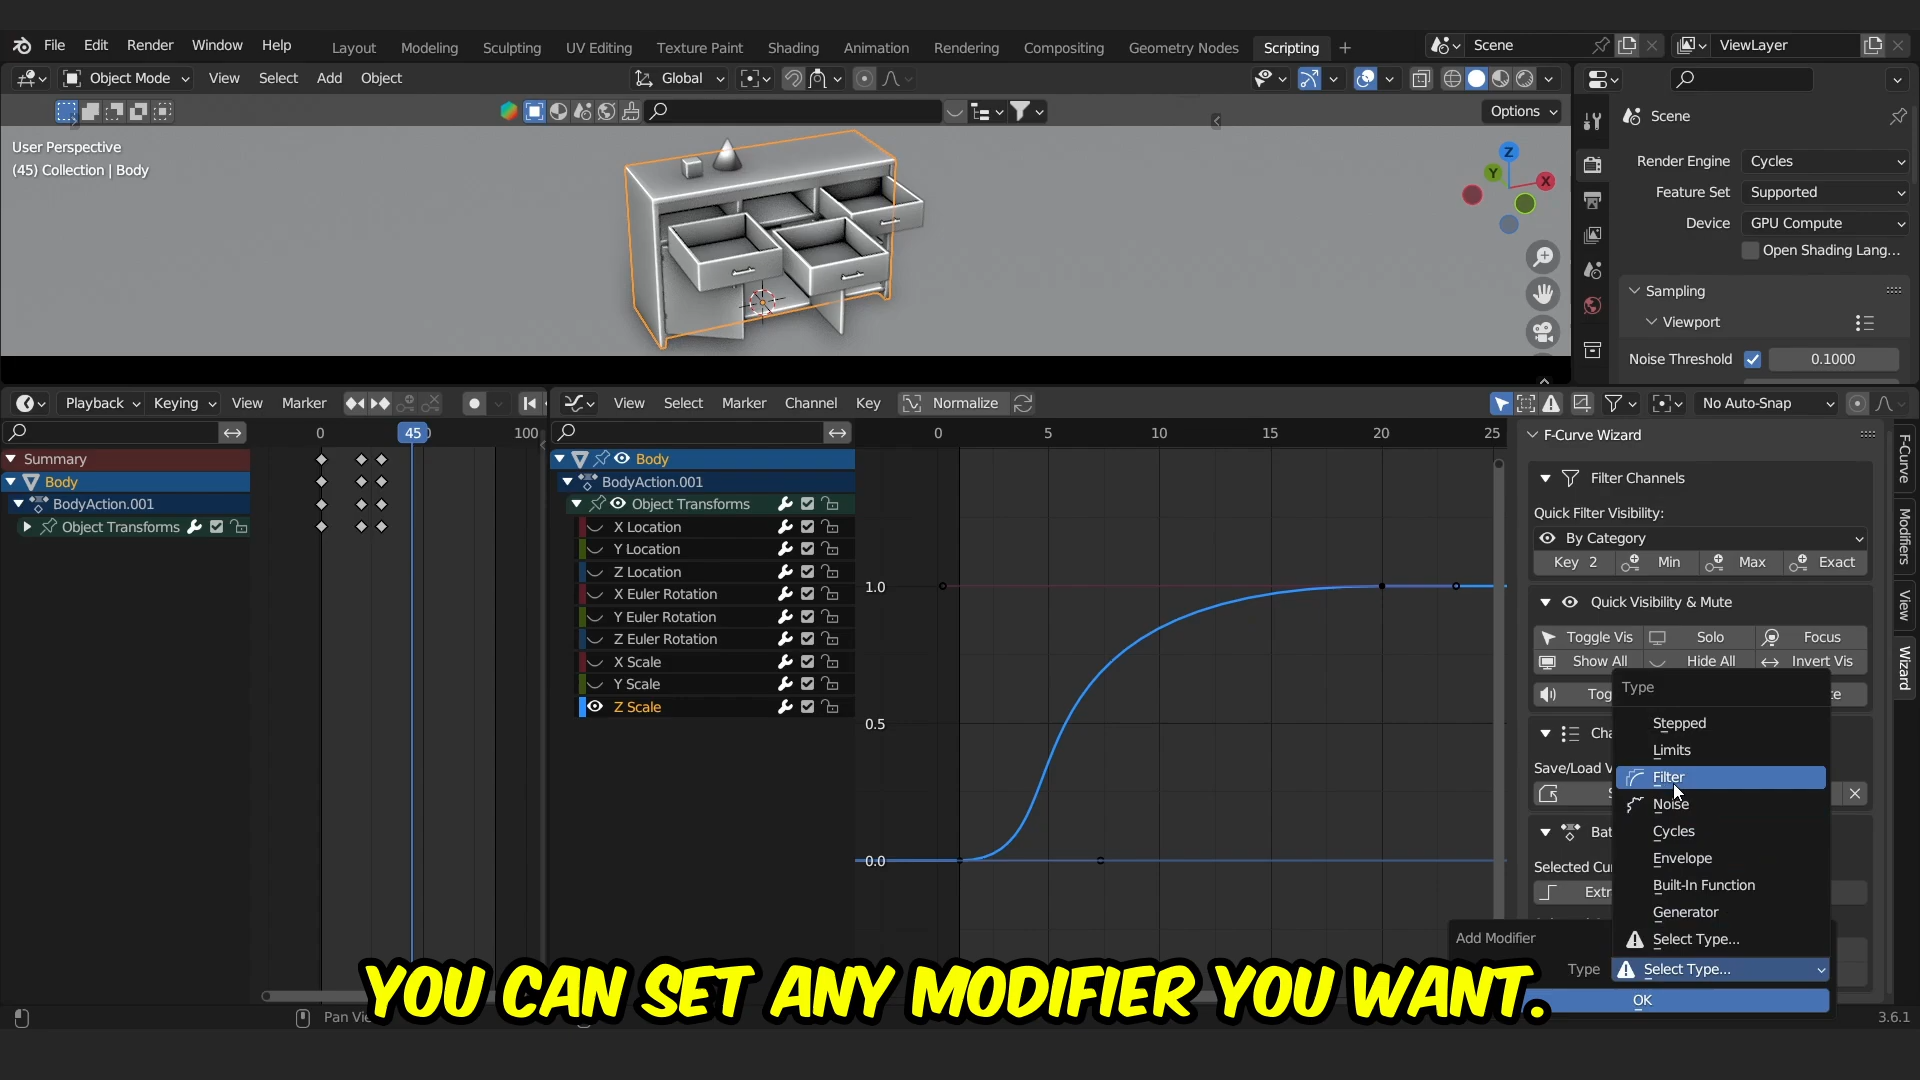 File Edit Render Window Help Layout Modeling Sculpting UV Editing Texture Paint Shading Animation Rendering Compositing Geometry Nodes Scripting + Scene ViewLayer
Object Mode View Select Add Object Global
Options
User Perspective
(45) Collection | Body
Z
Y
X
Scene
Render Engine Cycles
Feature Set Supported
Device GPU Compute
Open Shading Lang...
Sampling
Viewport
Noise Threshold 0.1000
Playback Keying View Marker
0 45 100
Summary
Body
BodyAction.001
Object Transforms
View Select Marker Channel Key Normalize No Auto-Snap
0 5 10 15 20 25
Body
BodyAction.001
Object Transforms
X Location
Y Location
Z Location
X Euler Rotation
Y Euler Rotation
Z Euler Rotation
X Scale
Y Scale
Z Scale
1.0
0.5
0.0
F-Curve Wizard
Filter Channels
Quick Filter Visibility:
By Category
Key 2 Min Max Exact
Quick Visibility & Mute
Toggle Vis Solo Focus
Show All Hide All Invert Vis
F-Curve
Modifiers
View
Wizard
Type
Stepped
Limits
Filter
Noise
Cycles
Envelope
Built-In Function
Generator
Select Type...
Add Modifier
Type Select Type...
OK
YOU CAN SET ANY MODIFIER YOU WANT.
3.6.1